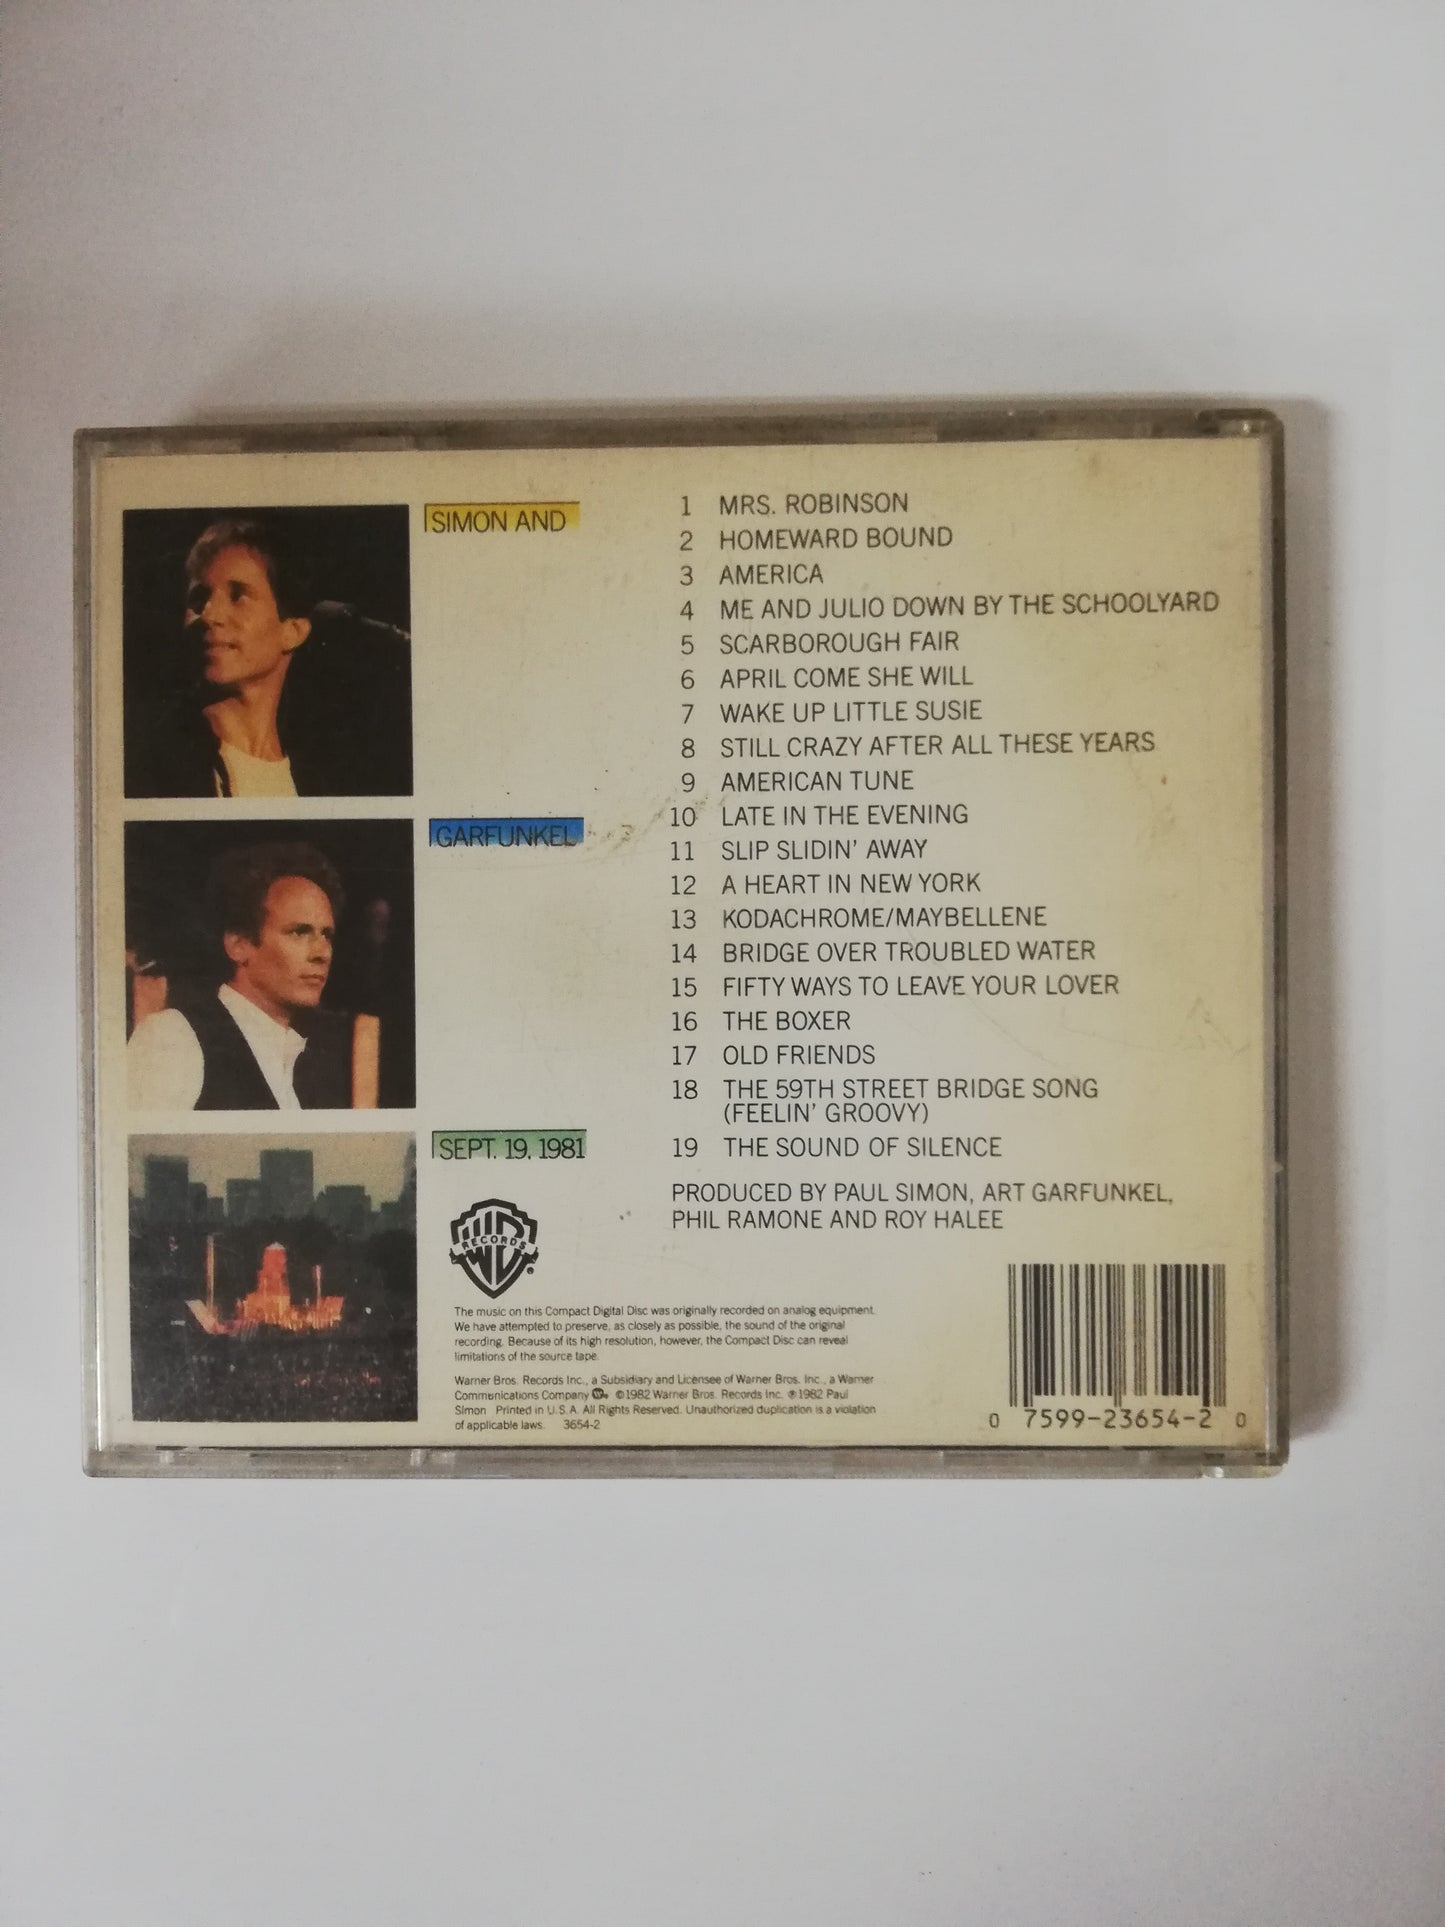 SIMON AND
GARFUNKEL
SEPT. 19, 1981
1 MRS. ROBINSON
2 HOMEWARD BOUND
3 AMERICA
4 ME AND JULIO DOWN BY THE SCHOOLYARD
5 SCARBOROUGH FAIR
6 APRIL COME SHE WILL
7 WAKE UP LITTLE SUSIE
8 STILL CRAZY AFTER ALL THESE YEARS
9 AMERICAN TUNE
10 LATE IN THE EVENING
11 SLIP SLIDIN' AWAY
12 A HEART IN NEW YORK
13 KODACHROME/MAYBELLENE
14 BRIDGE OVER TROUBLED WATER
15 FIFTY WAYS TO LEAVE YOUR LOVER
16 THE BOXER
17 OLD FRIENDS
18 THE 59TH STREET BRIDGE SONG
(FEELIN' GROOVY)
19 THE SOUND OF SILENCE
PRODUCED BY PAUL SIMON, ART GARFUNKEL,
PHIL RAMONE AND ROY HALEE
WB
RECORDS
®
The music on this Compact Digital Disc was originally recorded on analog equipment.
We have attempted to preserve, as closely as possible, the sound of the original
recording. Because of its high resolution, however, the Compact Disc can reveal
limitations of the source tape.
Warner Bros. Records Inc., a Subsidiary and Licensee of Warner Bros. Inc., a Warner
Communications Company ©1982 Warner Bros. Records Inc. ℗1982 Paul
Simon Printed in U.S.A. All Rights Reserved. Unauthorized duplication is a violation
of applicable laws. 3654-2
0 7599-23654-2 0